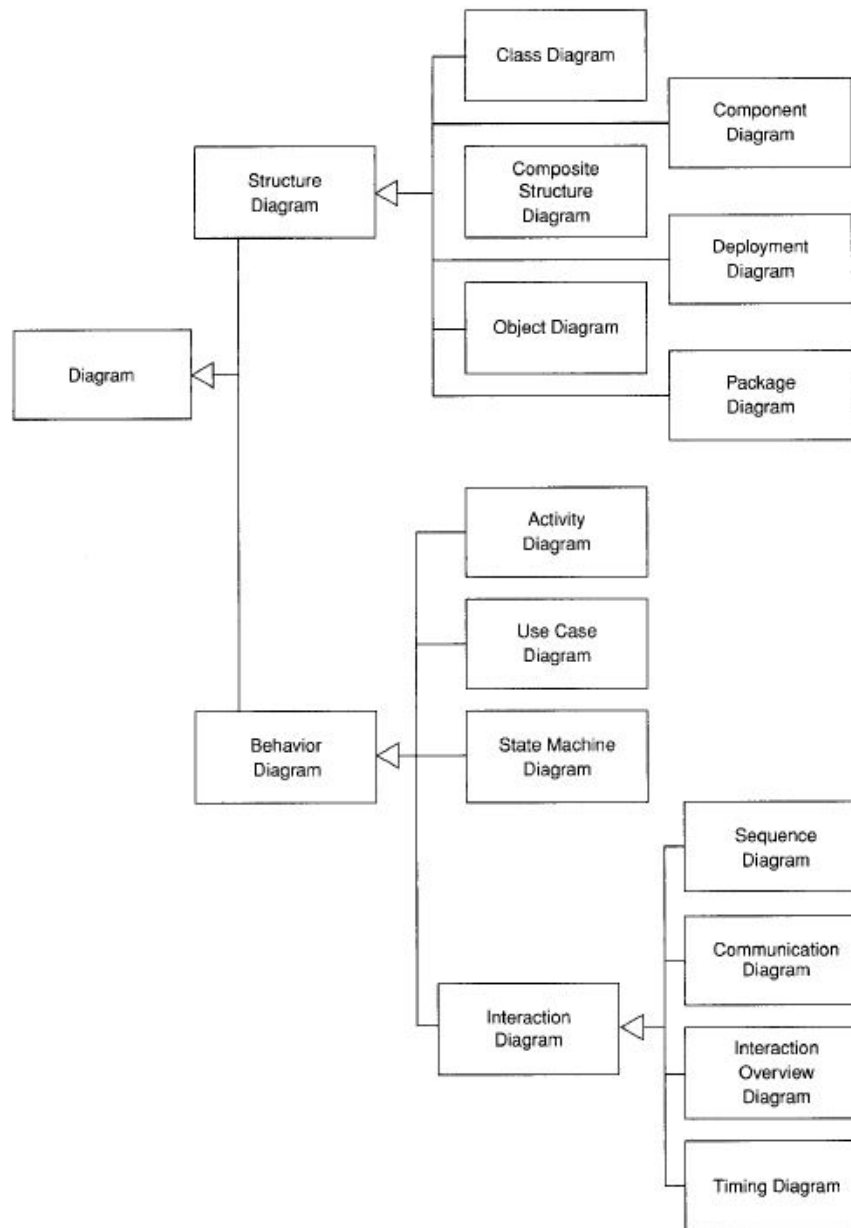 Class Diagram
Component
Diagram
Structure
Diagram
Composite
Structure
Diagram
Deployment
Diagram
Object Diagram
Diagram
Package
Diagram
Activity
Diagram
Use Case
Diagram
Behavior
Diagram
State Machine
Diagram
Sequence
Diagram
Communication
Diagram
Interaction
Diagram
Interaction
Overview
Diagram
Timing Diagram